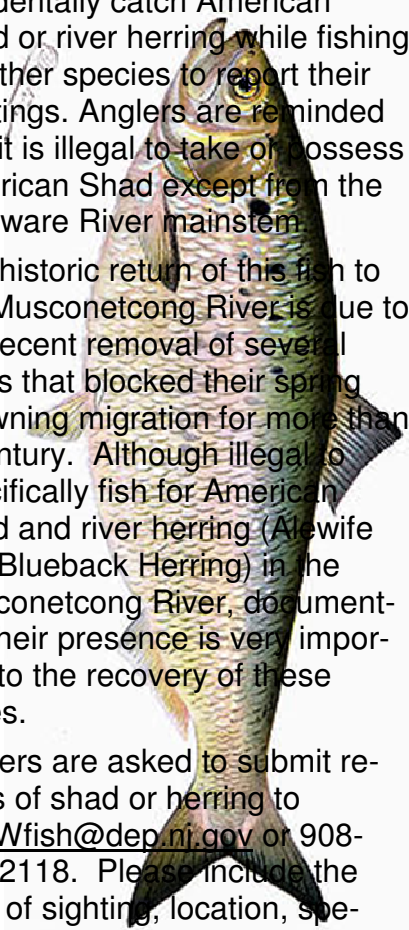 dentally catch American
d or river herring while fishing
ther species to report their
tings. Anglers are reminded
it is illegal to take or possess
rican Shad except from the
ware River mainstem.
historic return of this fish to
Musconetcong River is due to
ecent removal of several
s that blocked their spring
wning migration for more than
ntury. Although illegal to
cifically fish for American
d and river herring (Alewife
Blueback Herring) in the
sconetcong River, document-
heir presence is very impor-
to the recovery of these
es.
ers are asked to submit re-
s of shad or herring to
Wfish@dep.nj.gov or 908-
2118. Please include the
of sighting, location, spe-